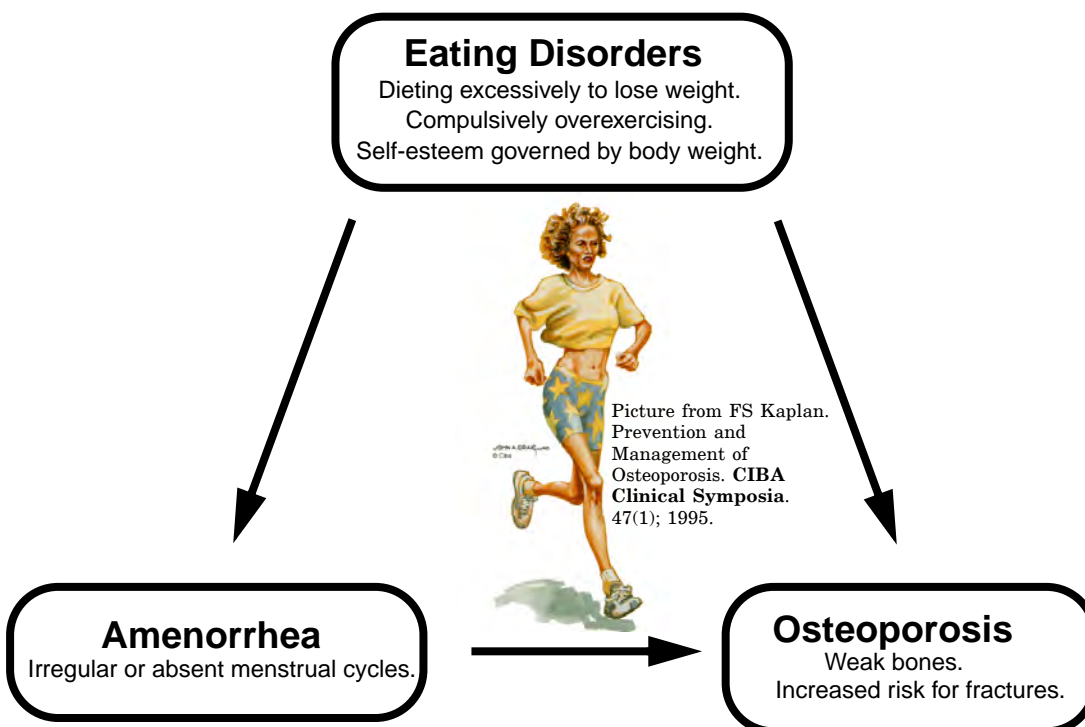 Eating Disorders
Dieting excessively to lose weight.
Compulsively overexercising.
Self-esteem governed by body weight.
Picture from FS Kaplan.
Prevention and
Management of
Osteoporosis. CIBA
Clinical Symposia.
47(1); 1995.
© Ciba
Amenorrhea
Irregular or absent menstrual cycles.
Osteoporosis
Weak bones.
Increased risk for fractures.